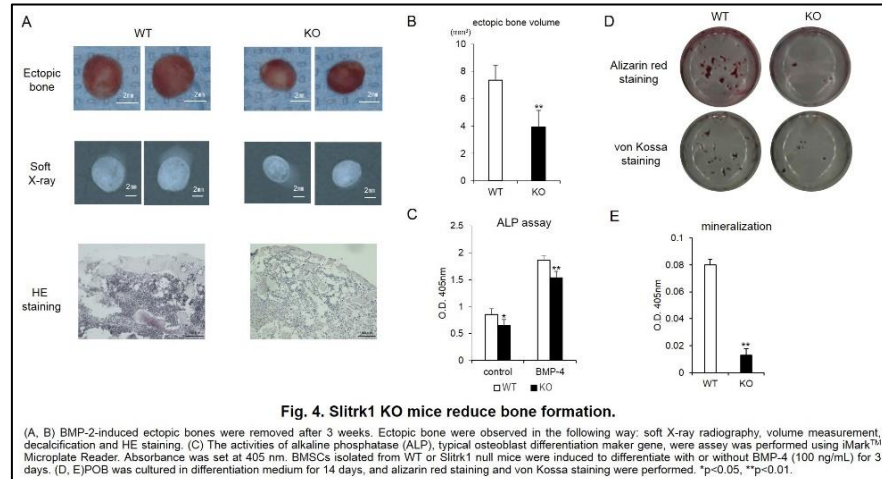 A
WT
KO
Ectopic
bone
2㎜
2㎜
2㎜
2㎜
Soft
X-ray
2㎜
2㎜
2㎜
2㎜
HE
staining
B
ectopic bone volume
(mm³)
8
6
4
2
0
**
WT
KO
C
ALP assay
O.D. 405nm
2.5
2
1.5
1
0.5
0
*
**
control
BMP-4
WT
KO
D
WT
KO
Alizarin red
staining
von Kossa
staining
E
mineralization
O.D. 405nm
0.1
0.08
0.06
0.04
0.02
0
**
WT
KO
Fig. 4. Slitrk1 KO mice reduce bone formation.
(A, B) BMP-2-induced ectopic bones were removed after 3 weeks. Ectopic bone were observed in the following way: soft X-ray radiography, volume measurement,
decalcification and HE staining. (C) The activities of alkaline phosphatase (ALP), typical osteoblast differentiation maker gene, were assay was performed using iMark™
Microplate Reader. Absorbance was set at 405 nm. BMSCs isolated from WT or Slitrk1 null mice were induced to differentiate with or without BMP-4 (100 ng/mL) for 3
days. (D, E)POB was cultured in differentiation medium for 14 days, and alizarin red staining and von Kossa staining were performed. *p<0.05, **p<0.01.